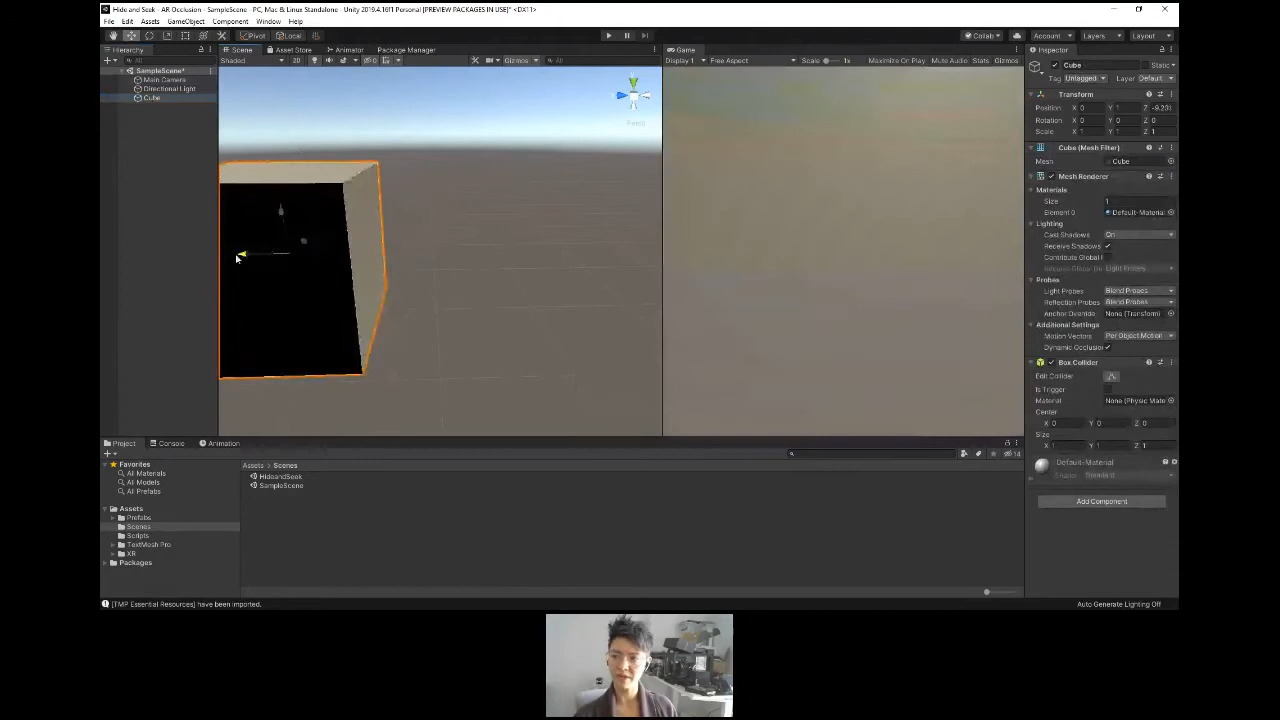 Hide and Seek - AR Occlusion - SampleScene - PC, Mac & Linux Standalone - Unity 2019.4.16f1 Personal [PREVIEW PACKAGES IN USE]* <DX11>
File Edit Assets GameObject Component Window Help
Pivot Local Collab Account Layers Layout
Hierarchy Scene Asset Store Animator Package Manager Game Inspector
All Shaded 2D 0 Gizmos All Display 1 Free Aspect Scale 1x Maximize On Play Mute Audio Stats Gizmos Cube Static
SampleScene*
Main Camera
Directional Light
Cube
Persp
Tag Untagged Layer Default
Transform
Position X 0 Y 1 Z -9.231
Rotation X 0 Y 0 Z 0
Scale X 1 Y 1 Z 1
Cube (Mesh Filter)
Mesh Cube
Mesh Renderer
Materials
Size 1
Element 0 Default-Material
Lighting
Cast Shadows On
Receive Shadows
Contribute Global I
Light Probes
Probes
Light Probes Blend Probes
Reflection Probes Blend Probes
Anchor Override None (Transform)
Additional Settings
Motion Vectors Per Object Motion
Dynamic Occlusion
Box Collider
Edit Collider
Is Trigger
Material None (Physic Mate
Center
X 0 Y 0 Z 0
Size
X 1 Y 1 Z 1
Default-Material
Shader Standard
Add Component
Project Console Animation
14
Favorites
All Materials
All Models
All Prefabs
Assets
Prefabs
Scenes
Scripts
TextMesh Pro
XR
Packages
Assets > Scenes
HideandSeek
SampleScene
[TMP Essential Resources] have been imported.
Auto Generate Lighting Off